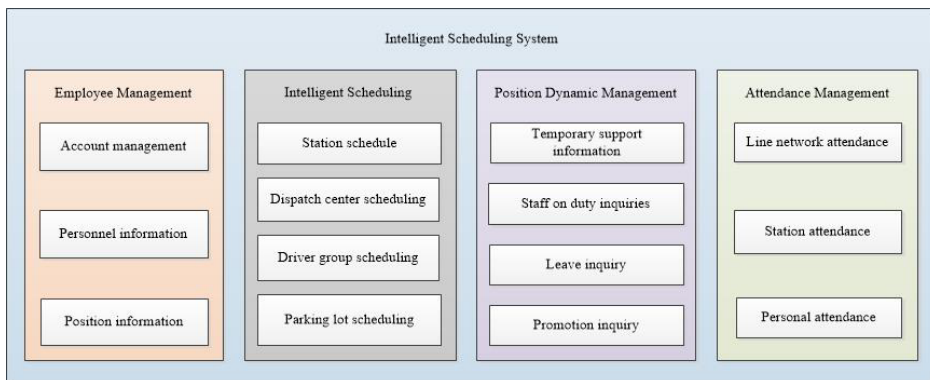 Intelligent Scheduling System
Employee Management
Account management
Personnel information
Position information
Intelligent Scheduling
Station schedule
Dispatch center scheduling
Driver group scheduling
Parking lot scheduling
Position Dynamic Management
Temporary support
information
Staff on duty inquiries
Leave inquiry
Promotion inquiry
Attendance Management
Line network attendance
Station attendance
Personal attendance